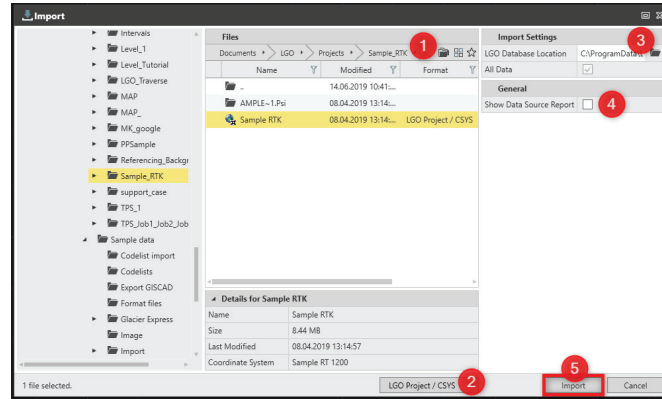 Import
Intervals
Level_1
Level_Tutorial
LGO_Traverse
MAP
MAP_
MK_google
PPSample
Referencing_Backgr
Sample_RTK
support_case
TPS_1
TPS_Job1_Job2_Job
Sample data
Codelist import
Codelists
Export GISCAD
Format files
Glacier Express
Image
Import
Files
Documents LGO Projects Sample_RTK 1
Name Modified Format
.. 14.06.2019 10:41:...
AMPLE~1.Psi 08.04.2019 13:14:...
Sample RTK 08.04.2019 13:14:... LGO Project / CSYS
Details for Sample RTK
Name Sample RTK
Size 8.44 MB
Last Modified 08.04.2019 13:14:57
Coordinate System Sample RT 1200
Import Settings
3
LGO Database Location C:\ProgramData\
All Data
General
Show Data Source Report 4
1 file selected.
LGO Project / CSYS 2
5
Import Cancel